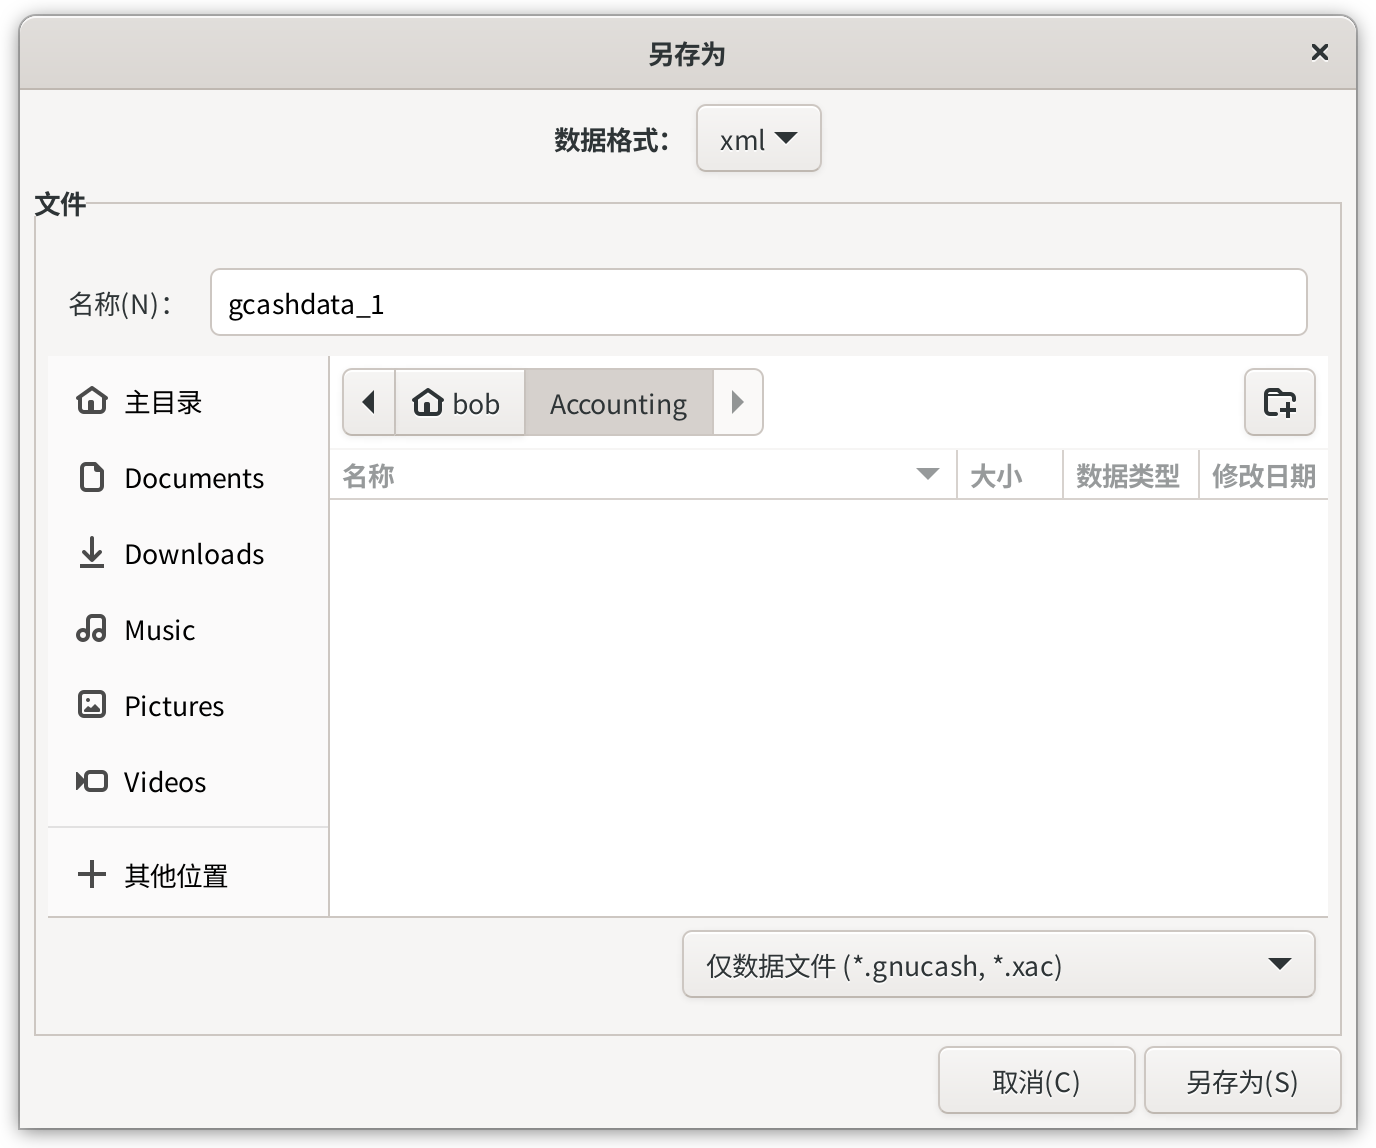 另存为
数据格式： xml
文件
名称(N)： gcashdata_1
主目录
Documents
Downloads
Music
Pictures
Videos
其他位置
bob Accounting
名称 大小 数据类型 修改日期
仅数据文件 (*.gnucash, *.xac)
取消(C) 另存为(S)